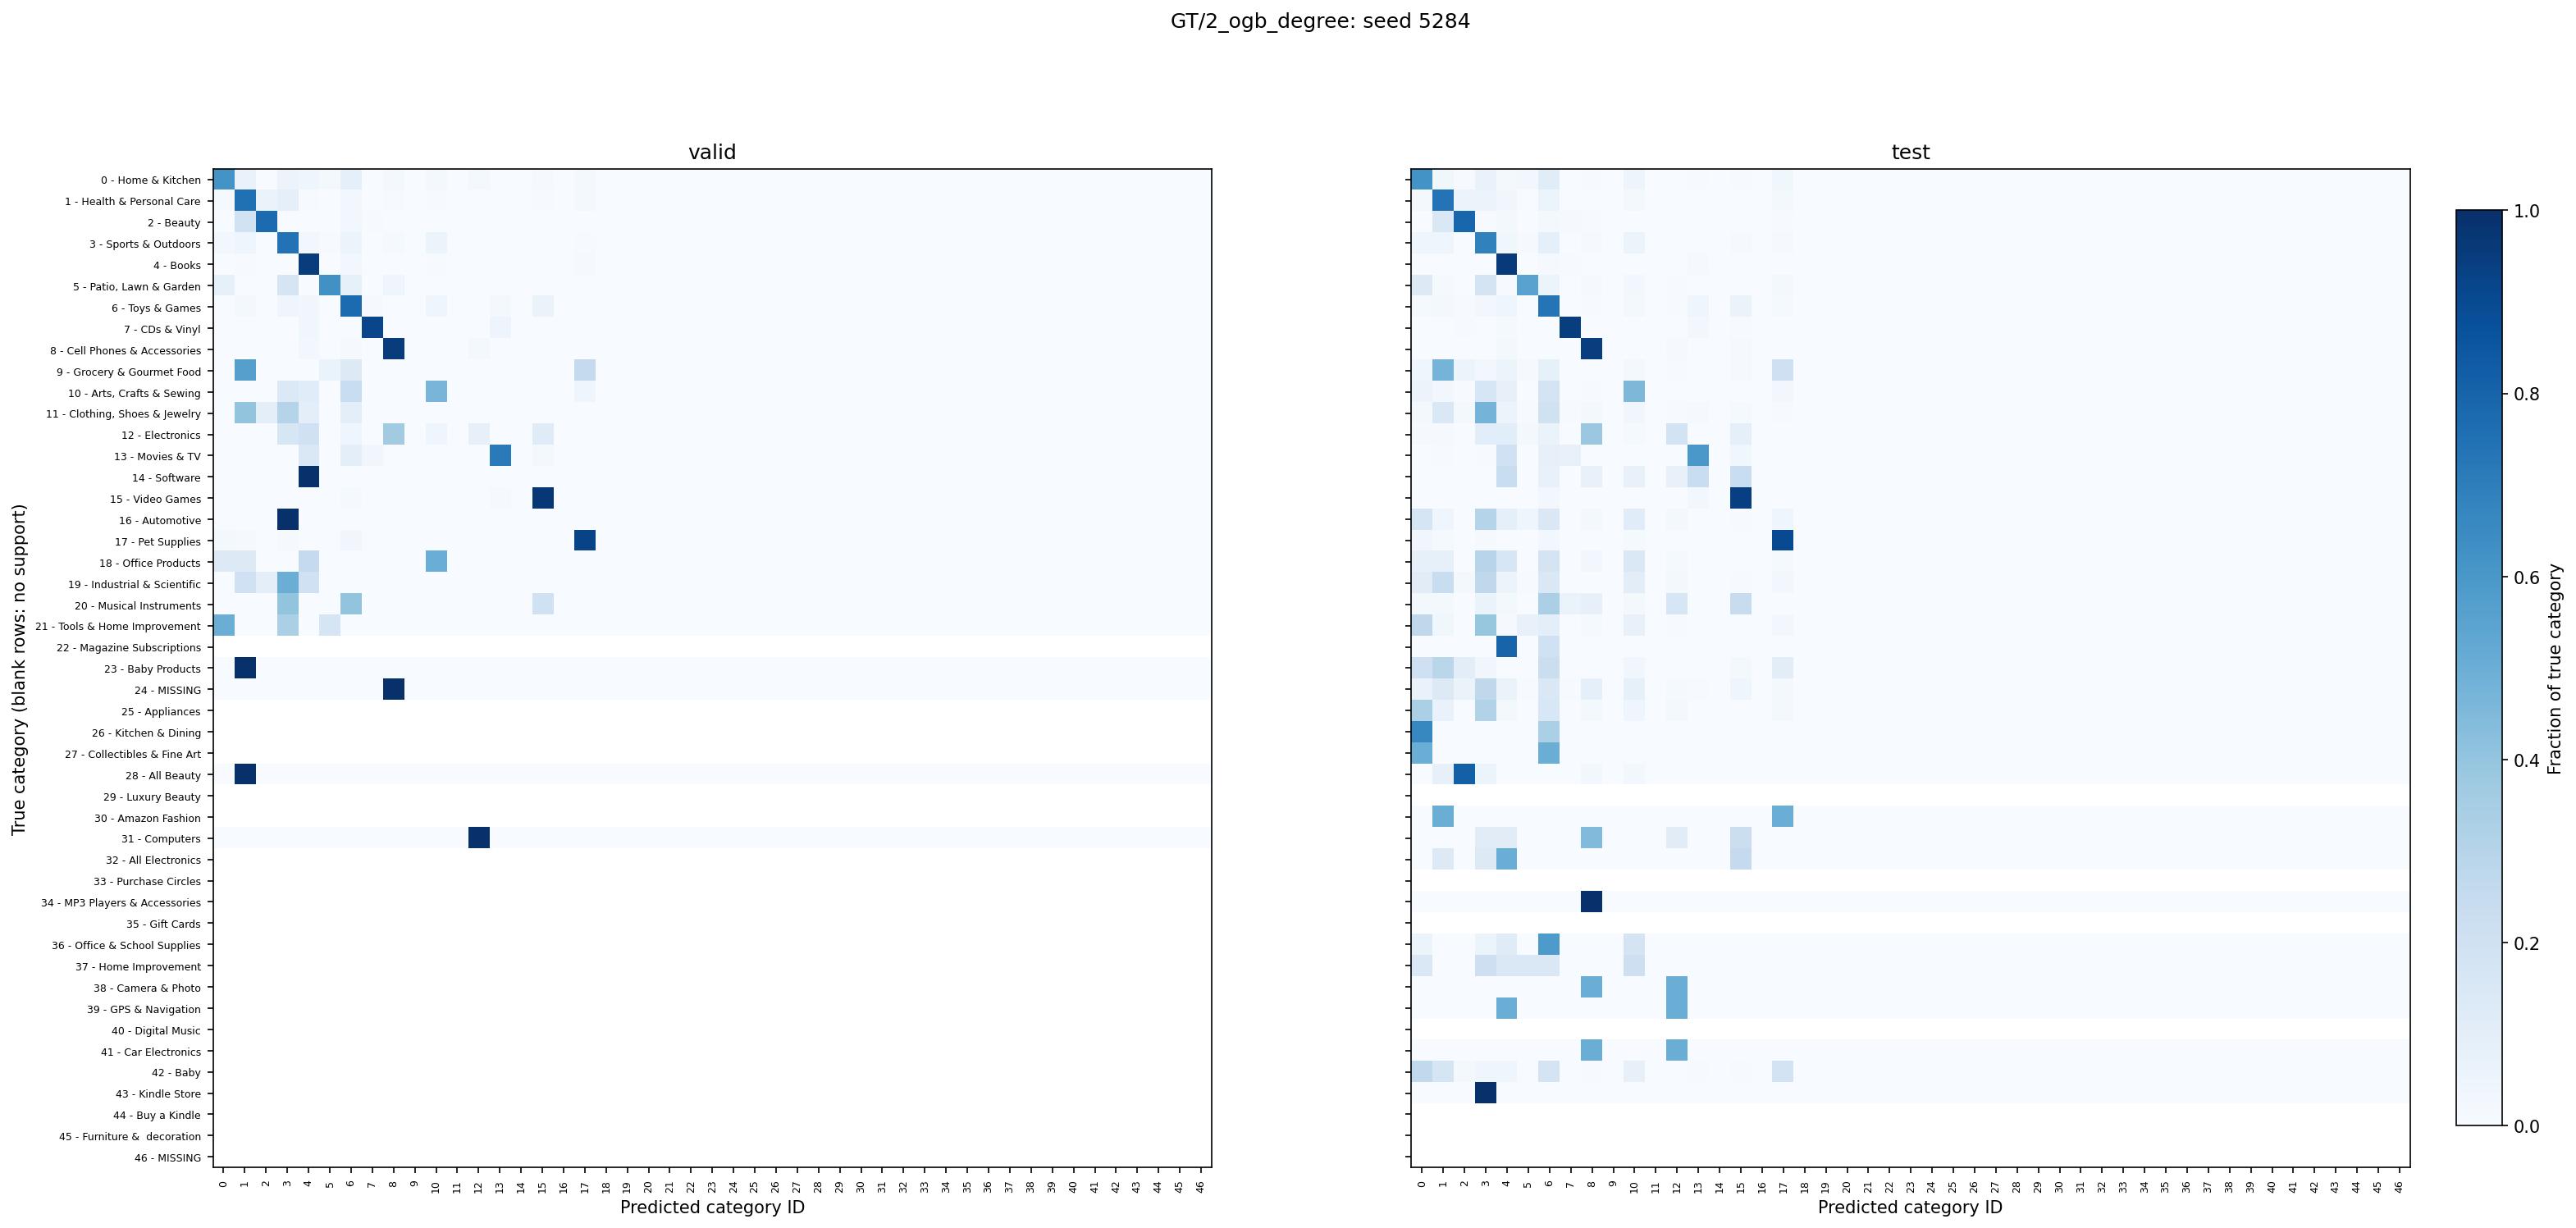 GT/2_ogb_degree: seed 5284
valid
test
True category (blank rows: no support)
0 - Home & Kitchen
1 - Health & Personal Care
2 - Beauty
3 - Sports & Outdoors
4 - Books
5 - Patio, Lawn & Garden
6 - Toys & Games
7 - CDs & Vinyl
8 - Cell Phones & Accessories
9 - Grocery & Gourmet Food
10 - Arts, Crafts & Sewing
11 - Clothing, Shoes & Jewelry
12 - Electronics
13 - Movies & TV
14 - Software
15 - Video Games
16 - Automotive
17 - Pet Supplies
18 - Office Products
19 - Industrial & Scientific
20 - Musical Instruments
21 - Tools & Home Improvement
22 - Magazine Subscriptions
23 - Baby Products
24 - MISSING
25 - Appliances
26 - Kitchen & Dining
27 - Collectibles & Fine Art
28 - All Beauty
29 - Luxury Beauty
30 - Amazon Fashion
31 - Computers
32 - All Electronics
33 - Purchase Circles
34 - MP3 Players & Accessories
35 - Gift Cards
36 - Office & School Supplies
37 - Home Improvement
38 - Camera & Photo
39 - GPS & Navigation
40 - Digital Music
41 - Car Electronics
42 - Baby
43 - Kindle Store
44 - Buy a Kindle
45 - Furniture &  decoration
46 - MISSING
0 1 2 3 4 5 6 7 8 9 10 11 12 13 14 15 16 17 18 19 20 21 22 23 24 25 26 27 28 29 30 31 32 33 34 35 36 37 38 39 40 41 42 43 44 45 46
Predicted category ID
0 1 2 3 4 5 6 7 8 9 10 11 12 13 14 15 16 17 18 19 20 21 22 23 24 25 26 27 28 29 30 31 32 33 34 35 36 37 38 39 40 41 42 43 44 45 46
Predicted category ID
1.0
0.8
0.6
0.4
0.2
0.0
Fraction of true category